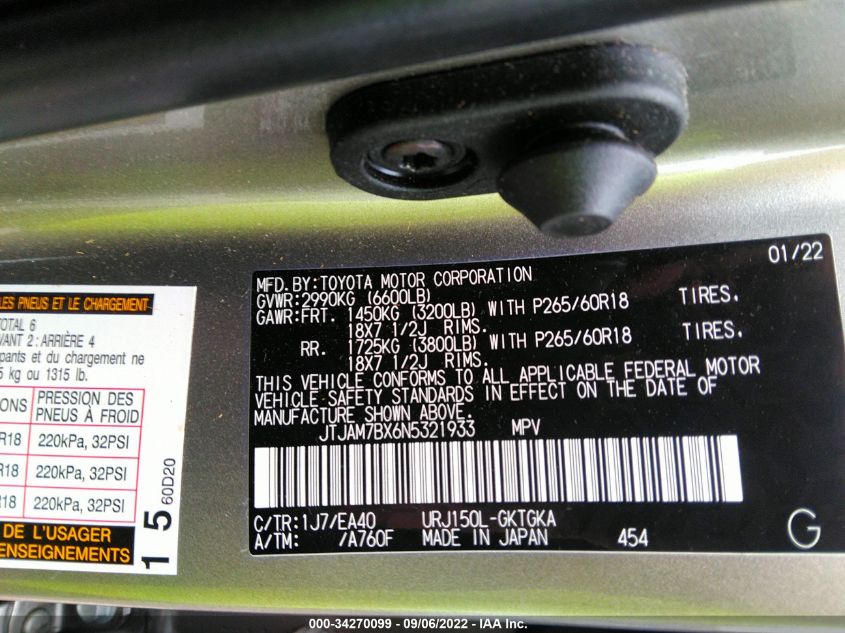 LES PNEUS ET LE CHARGEMENT
TOTAL 6
VANT 2: ARRIÈRE 4
pants et du chargement ne
5 kg ou 1315 lb.
ONS PRESSION DES PNEUS À FROID
R18 220kPa, 32PSI
R18 220kPa, 32PSI
R18 220kPa, 32PSI
DE L'USAGER
ENSEIGNEMENTS
1 5
60D20
01/22
MFD.BY:TOYOTA MOTOR CORPORATION
GVWR:2990KG (6600LB)
GAWR:FRT. 1450KG (3200LB) WITH P265/60R18 TIRES.
18X7 1/2J RIMS.
RR. 1725KG (3800LB) WITH P265/60R18 TIRES.
18X7 1/2J RIMS.
THIS VEHICLE CONFORMS TO ALL APPLICABLE FEDERAL MOTOR
VEHICLE SAFETY STANDARDS IN EFFECT ON THE DATE OF
MANUFACTURE SHOWN ABOVE.
JTJAM7BX6N5321933 MPV
C/TR:1J7/EA40 URJ150L-GKTGKA
A/TM: /A760F MADE IN JAPAN 454
G
000-34270099 - 09/06/2022 - IAA Inc.